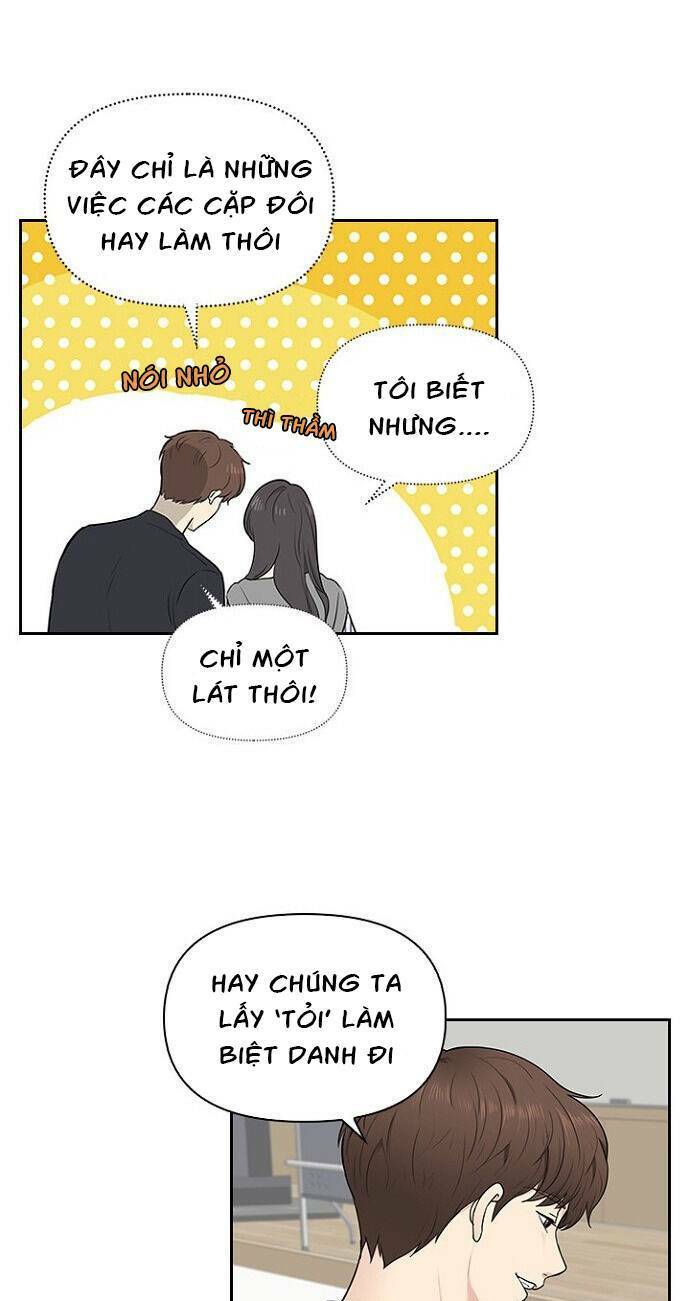 ĐÂY CHỈ LÀ NHỮNG
VIỆC CÁC CẶP ĐÔI
HAY LÀM THÔI
NÓI NHỎ
THÌ THẦM
TÔI BIẾT
NHƯNG....
CHỈ MỘT
LÁT THÔI!
HAY CHÚNG TA
LẤY ‘TỎI’ LÀM
BIỆT DANH ĐI